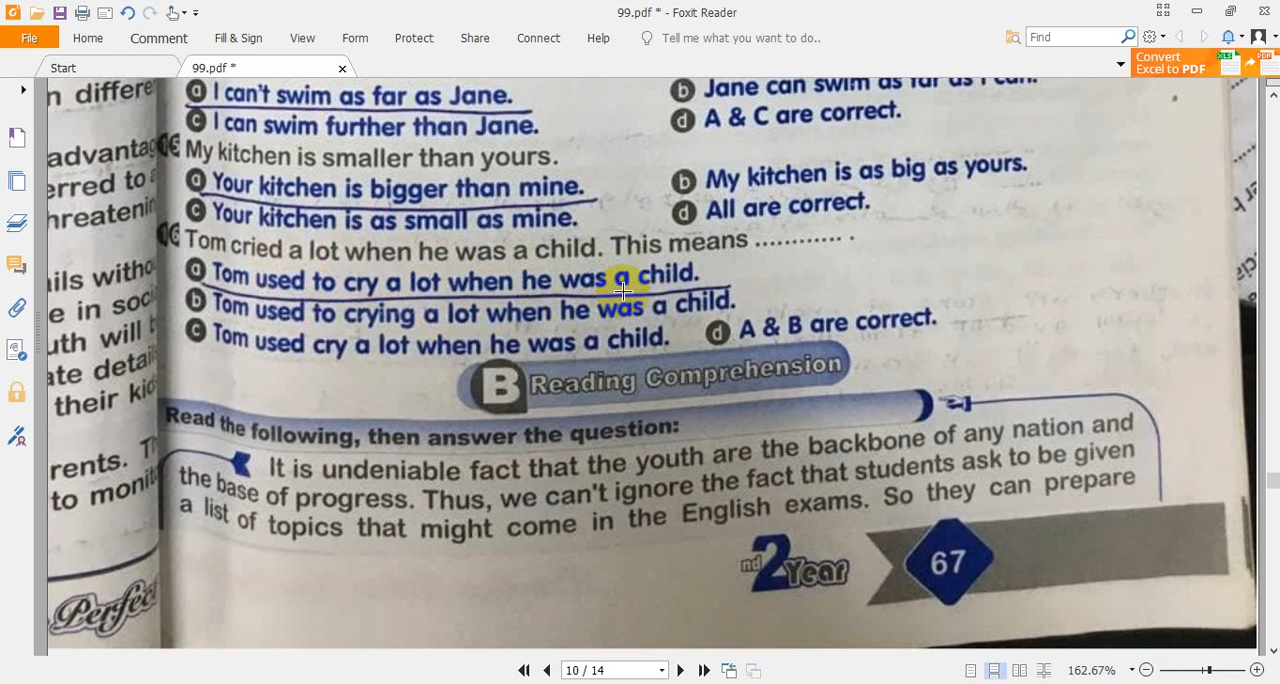 99.pdf * - Foxit Reader
File Home Comment Fill & Sign View Form Protect Share Connect Help Tell me what you want to do.. Find
Start 99.pdf * Convert Excel to PDF
n differe
advantag
erred to a
hreatenin
ails witho
e in soci
uth will b
ate detail
their kid
rents. T
to monit
Perfec
a I can't swim as far as Jane.
b Jane can swim as far as I can.
c I can swim further than Jane.
d A & C are correct.
My kitchen is smaller than yours.
a Your kitchen is bigger than mine.
b My kitchen is as big as yours.
c Your kitchen is as small as mine.
d All are correct.
16 Tom cried a lot when he was a child. This means ............ .
a Tom used to cry a lot when he was a child.
b Tom used to crying a lot when he was a child.
c Tom used cry a lot when he was a child.
d A & B are correct.
B Reading Comprehension
Read the following, then answer the question:
It is undeniable fact that the youth are the backbone of any nation and
the base of progress. Thus, we can't ignore the fact that students ask to be given
a list of topics that might come in the English exams. So they can prepare
2nd Year
67
10 / 14 162.67%